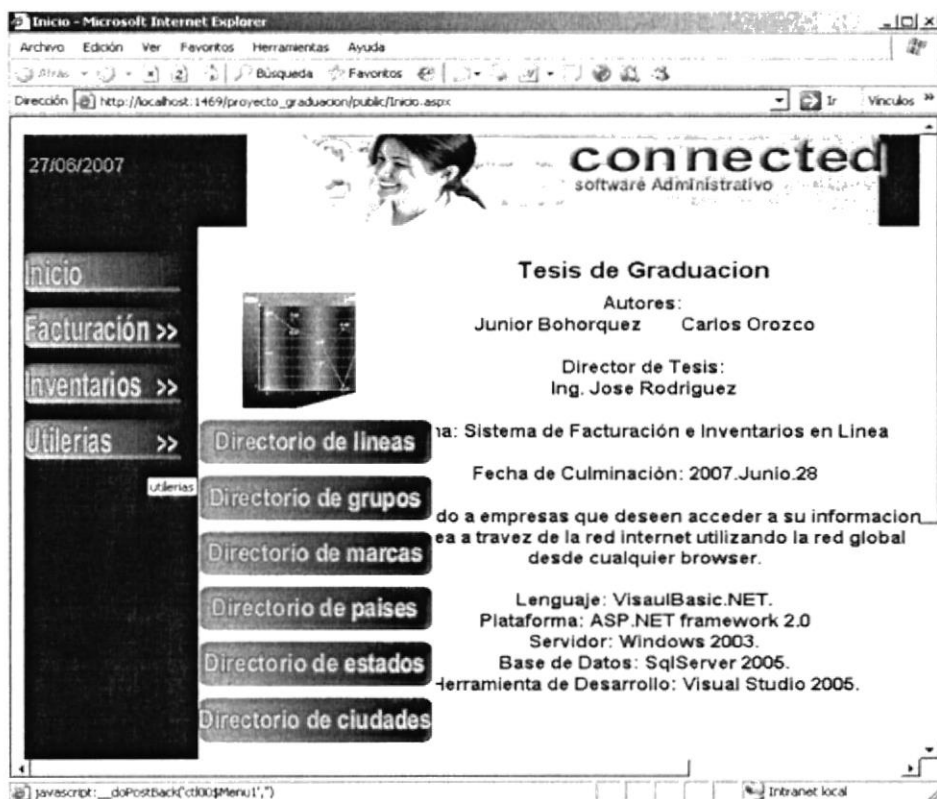 Inicio - Microsoft Internet Explorer
Archivo Edición Ver Favoritos Herramientas Ayuda
Atrás Búsqueda Favoritos
Dirección http://localhost:1469/proyecto_graduacion/public/Inicio.aspx Ir Vínculos
27/06/2007
connected
software Administrativo
Inicio
Facturación >>
Inventarios >>
Utilerias >>
utilerias
Directorio de lineas
Directorio de grupos
Directorio de marcas
Directorio de paises
Directorio de estados
Directorio de ciudades
Tesis de Graduacion
Autores:
Junior Bohorquez Carlos Orozco
Director de Tesis:
Ing. Jose Rodriguez
na: Sistema de Facturación e Inventarios en Linea
Fecha de Culminación: 2007.Junio.28
do a empresas que deseen acceder a su informacion
ea a travez de la red internet utilizando la red global
desde cualquier browser.
Lenguaje: VisaulBasic.NET.
Plataforma: ASP.NET framework 2.0
Servidor: Windows 2003.
Base de Datos: SqlServer 2005.
Herramienta de Desarrollo: Visual Studio 2005.
javascript:__doPostBack('ctl00$Menu1','')
Intranet local